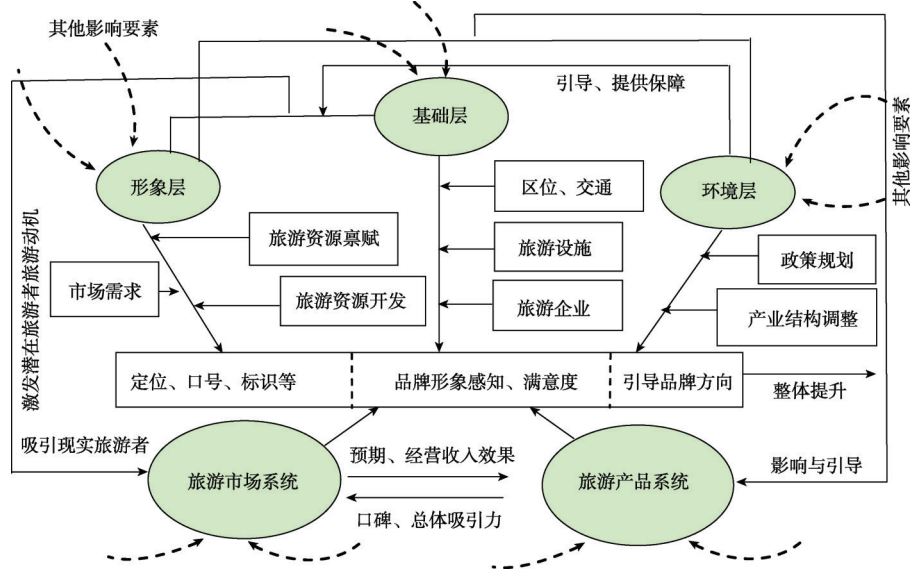 其他影响要素
引导、提供保障
基础层
其他影响要素
形象层
区位、交通
环境层
旅游资源禀赋
旅游设施
政策规划
激发潜在旅游者旅游动机
市场需求
旅游资源开发
旅游企业
产业结构调整
定位、口号、标识等
品牌形象感知、满意度
引导品牌方向
整体提升
吸引现实旅游者
预期、经营收入效果
旅游市场系统
旅游产品系统
影响与引导
口碑、总体吸引力